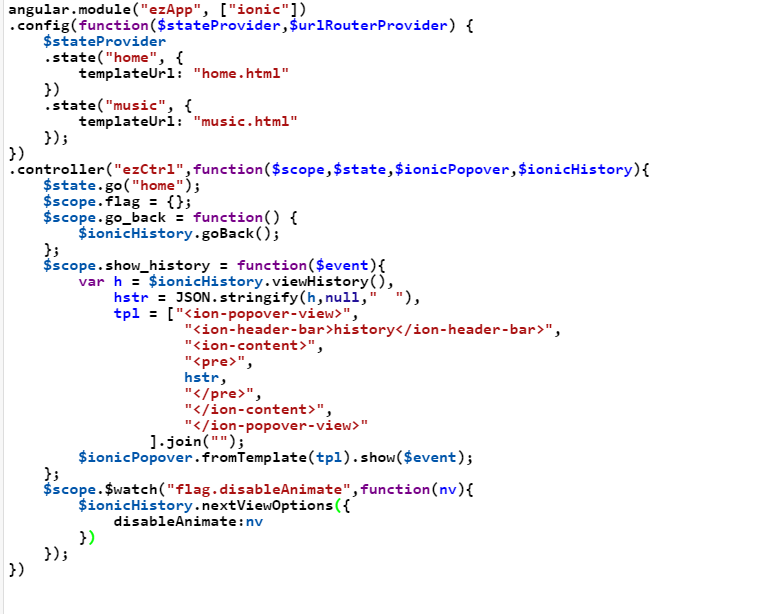 angular.module("ezApp", ["ionic"])
.config(function($stateProvider,$urlRouterProvider) {
    $stateProvider
    .state("home", {
        templateUrl: "home.html"
    })
    .state("music", {
        templateUrl: "music.html"
    });
})
.controller("ezCtrl",function($scope,$state,$ionicPopover,$ionicHistory){
    $state.go("home");
    $scope.flag = {};
    $scope.go_back = function() {
        $ionicHistory.goBack();
    };
    $scope.show_history = function($event){
        var h = $ionicHistory.viewHistory(),
            hstr = JSON.stringify(h,null,"  "),
            tpl = ["<ion-popover-view>",
                    "<ion-header-bar>history</ion-header-bar>",
                    "<ion-content>",
                    "<pre>",
                    hstr,
                    "</pre>",
                    "</ion-content>",
                    "</ion-popover-view>"
                ].join("");
        $ionicPopover.fromTemplate(tpl).show($event);
    };
    $scope.$watch("flag.disableAnimate",function(nv){
        $ionicHistory.nextViewOptions({
            disableAnimate:nv
        })
    });
})